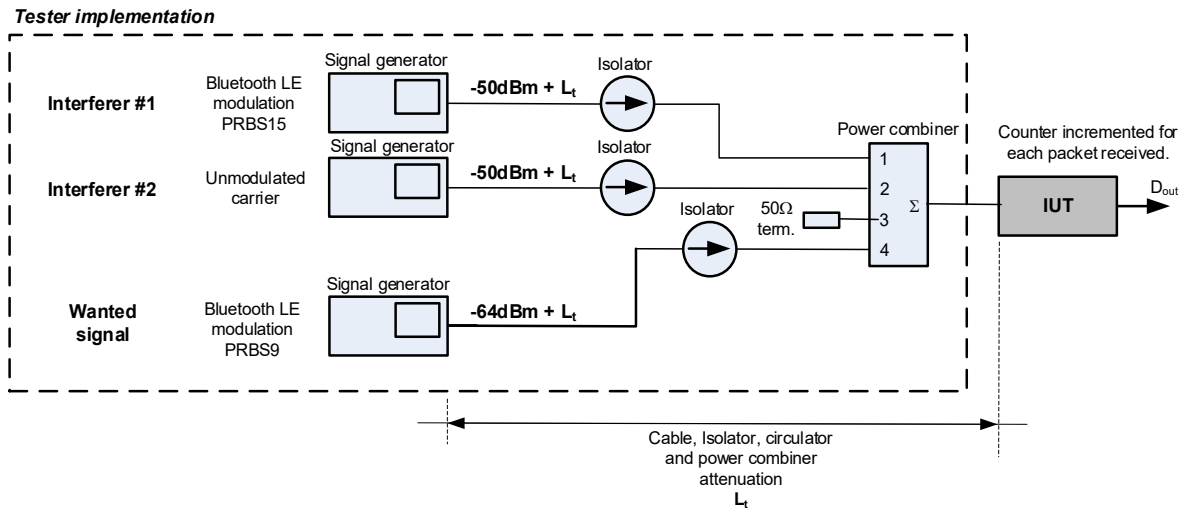 Tester implementation
Interferer #1
Bluetooth LE
modulation
PRBS15
Signal generator
-50dBm + Lt
Isolator
Interferer #2
Unmodulated
carrier
Signal generator
-50dBm + Lt
Isolator
Power combiner
1
2
3
4
Σ
50Ω
term.
Isolator
Counter incremented for
each packet received.
IUT
Dout
Wanted
signal
Bluetooth LE
modulation
PRBS9
Signal generator
-64dBm + Lt
Cable, Isolator, circulator
and power combiner
attenuation
Lt